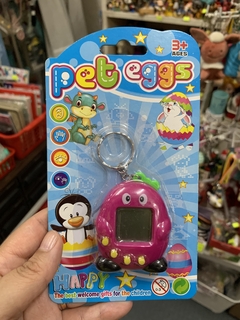 3+
AGES
pet eggs
HAPPY
The best welcome gifts for the children